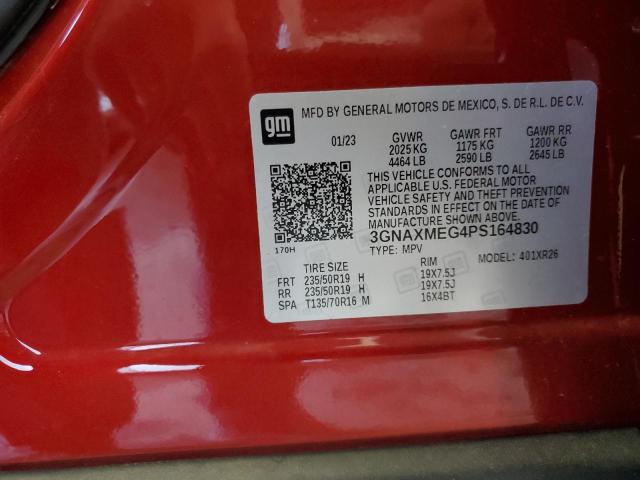 gm
MFD BY GENERAL MOTORS DE MEXICO, S. DE R.L. DE C.V.
01/23 GVWR GAWR FRT GAWR RR
2025 KG 1175 KG 1200 KG
4464 LB 2590 LB 2645 LB
THIS VEHICLE CONFORMS TO ALL
APPLICABLE U.S. FEDERAL MOTOR
VEHICLE SAFETY AND THEFT PREVENTION
STANDARDS IN EFFECT ON THE DATE OF
MANUFACTURE SHOWN ABOVE.
3GNAXMEG4PS164830
170H TYPE: MPV MODEL: 401XR26
TIRE SIZE RIM
FRT 235/50R19 H 19X7.5J
RR 235/50R19 H 19X7.5J
SPA T135/70R16 M 16X4BT